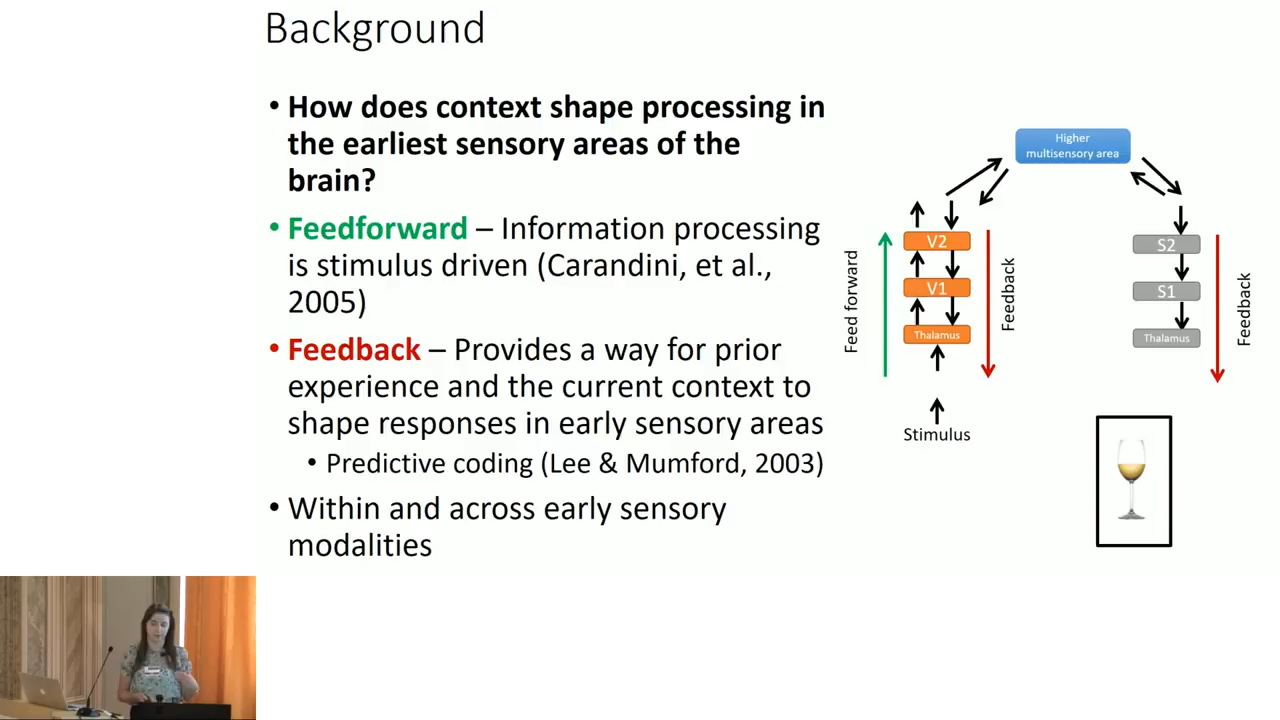 Background
• How does context shape processing in
the earliest sensory areas of the
brain?
• Feedforward – Information processing
is stimulus driven (Carandini, et al.,
2005)
• Feedback – Provides a way for prior
experience and the current context to
shape responses in early sensory areas
• Predictive coding (Lee & Mumford, 2003)
• Within and across early sensory
modalities
Higher
multisensory area
V2
V1
Thalamus
Stimulus
Feed forward
Feedback
S2
S1
Thalamus
Feedback